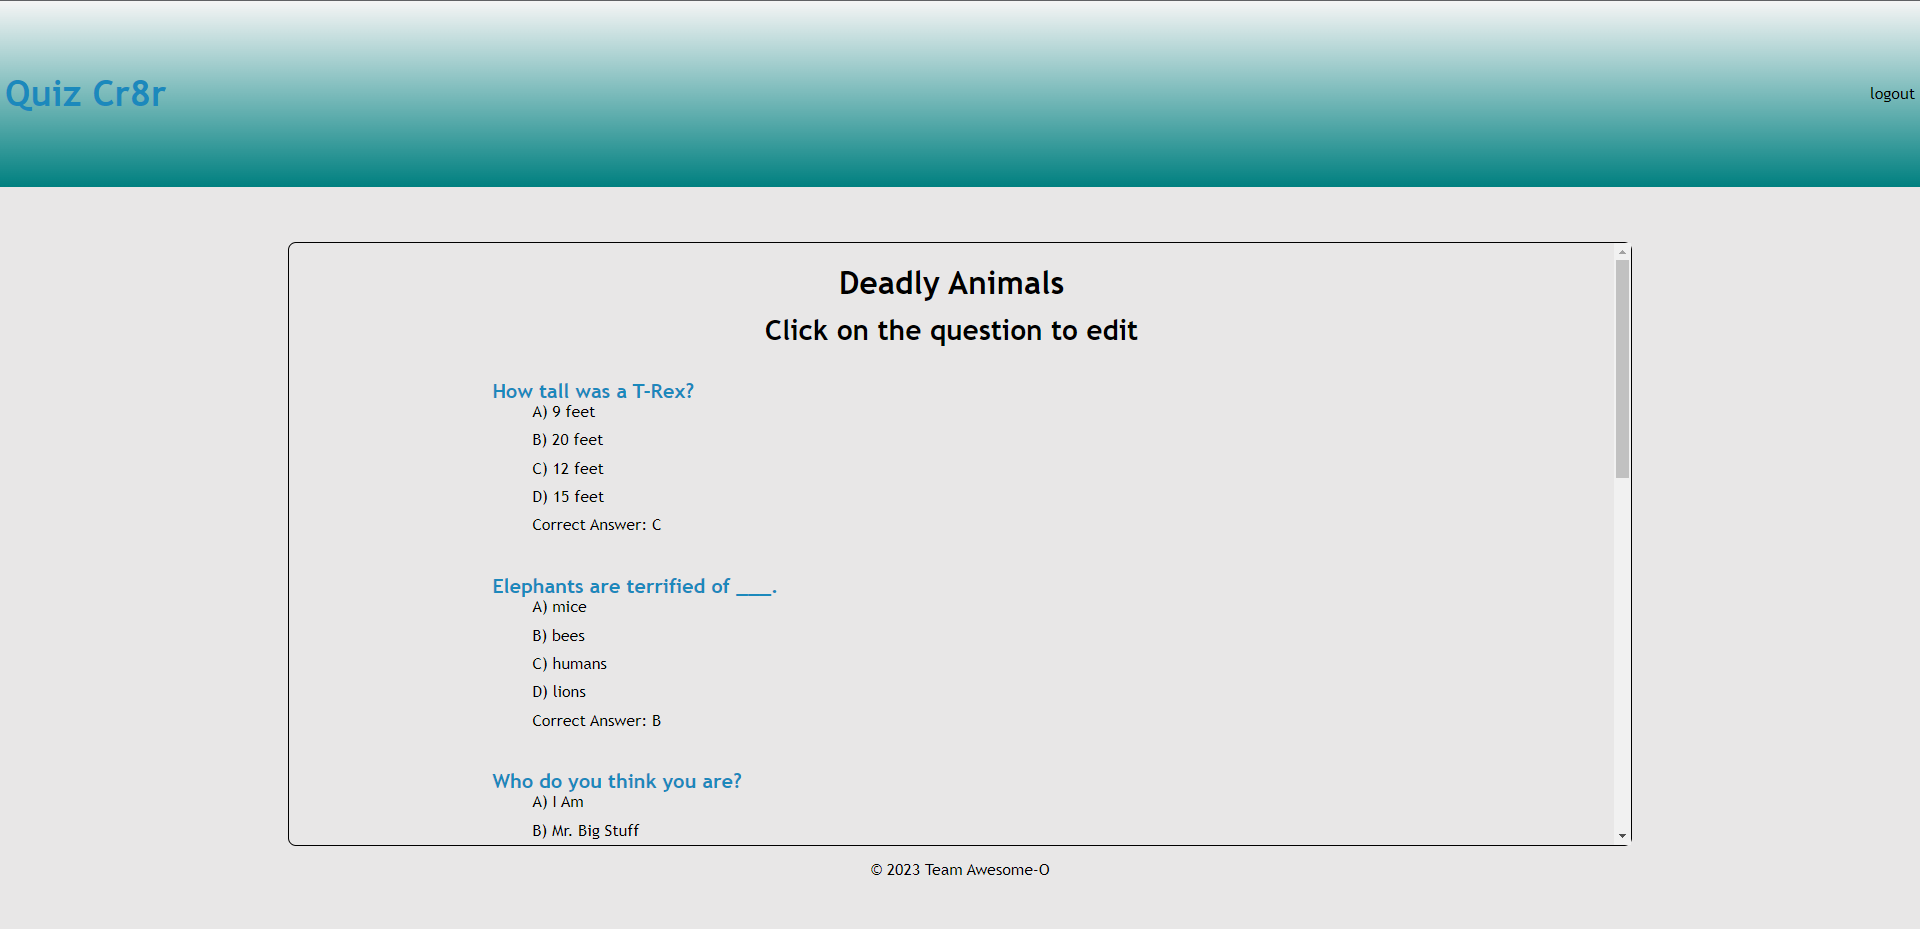 Quiz Cr8r
logout
Deadly Animals
Click on the question to edit
How tall was a T-Rex?
A) 9 feet
B) 20 feet
C) 12 feet
D) 15 feet
Correct Answer: C
Elephants are terrified of ___.
A) mice
B) bees
C) humans
D) lions
Correct Answer: B
Who do you think you are?
A) I Am
B) Mr. Big Stuff
© 2023 Team Awesome-O